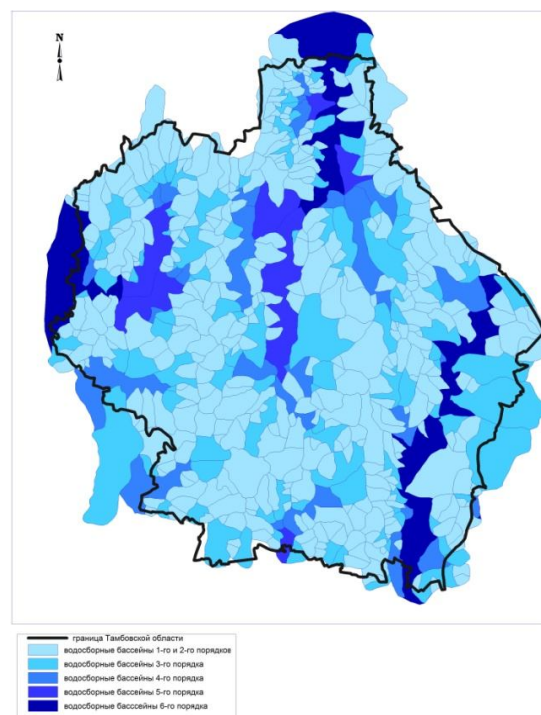 N
граница Тамбовской области
водосборные бассейны 1-го и 2-го порядков
водосборные бассейны 3-го порядка
водосборные бассейны 4-го порядка
водосборные бассейны 5-го порядка
водосборные басссейны 6-го порядка